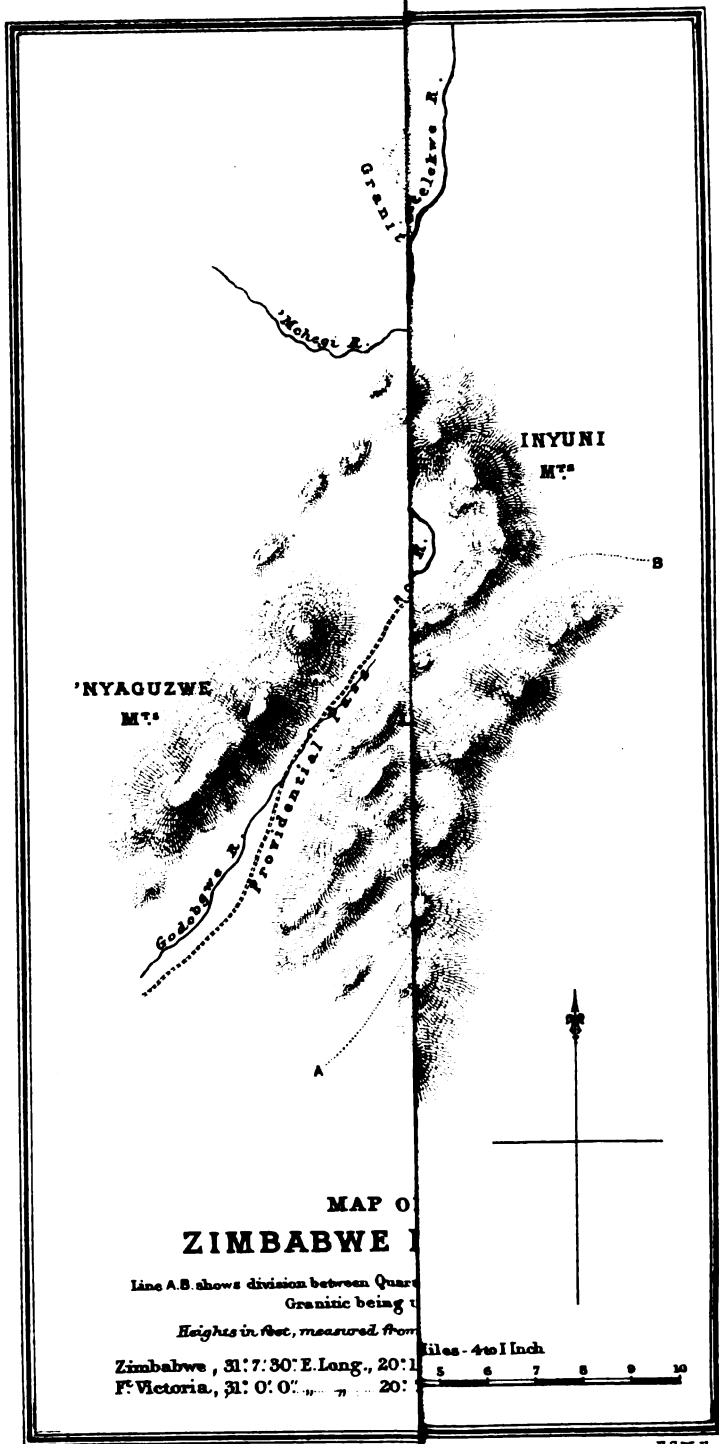 Granit
telekwe R.
'Mchegi R.
INYUNI
Mᵀˢ.
R.
B
'NYAGUZWE
Mᵀˢ.
Providential Pass
Godobgwe R.
A
MAP O
ZIMBABWE
Line A.B. shows division between Quart
Granitic being
Heights in feet, measured from
Miles - 4 to 1 Inch
Zimbabwe, 31°. 7'. 30". E. Long., 20°. 1
5 6 7 8 9 10
Fᵗ Victoria, 31°. 0'. 0". „ „ 20°.